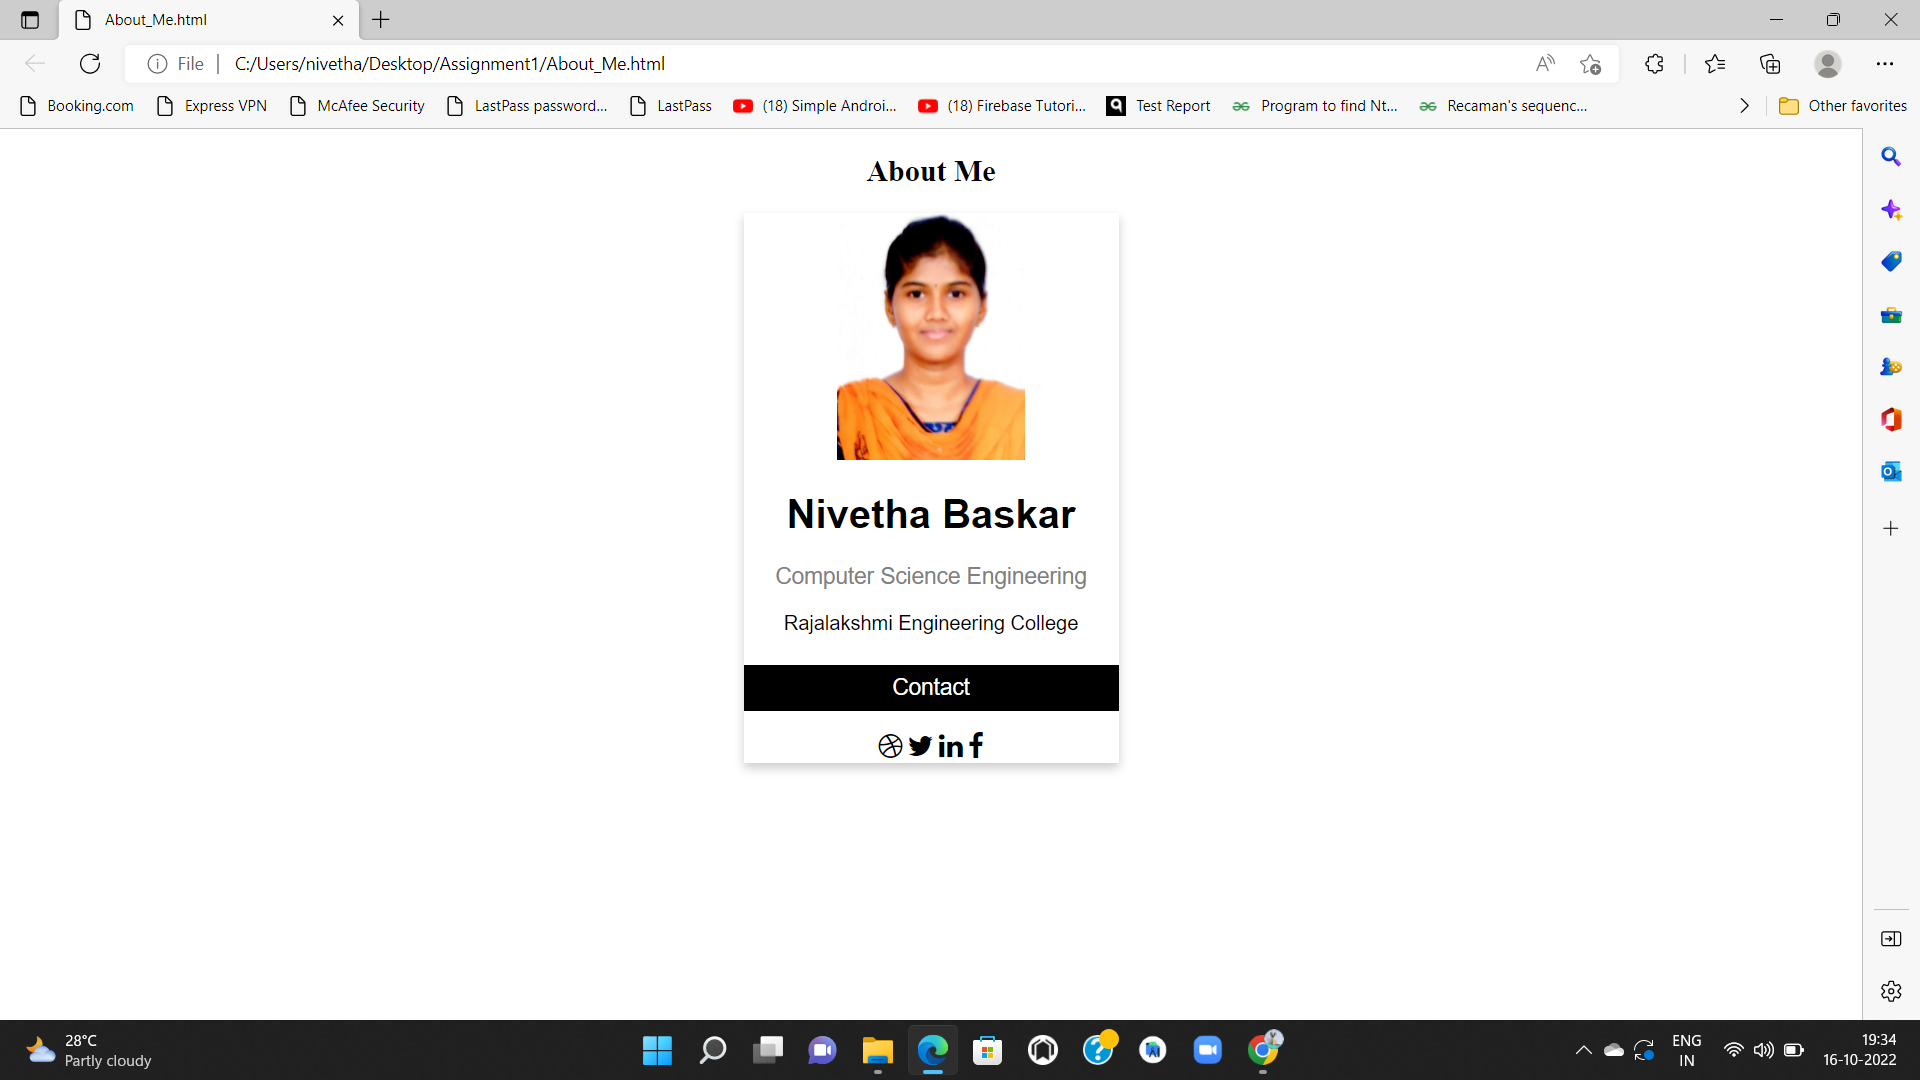 About_Me.html
File C:/Users/nivetha/Desktop/Assignment1/About_Me.html
Booking.com Express VPN McAfee Security LastPass password... LastPass (18) Simple Androi... (18) Firebase Tutori... Test Report Program to find Nt... Recaman's sequenc... Other favorites
About Me
Nivetha Baskar
Computer Science Engineering
Rajalakshmi Engineering College
Contact
28°C
Partly cloudy
ENG
IN
19:34
16-10-2022